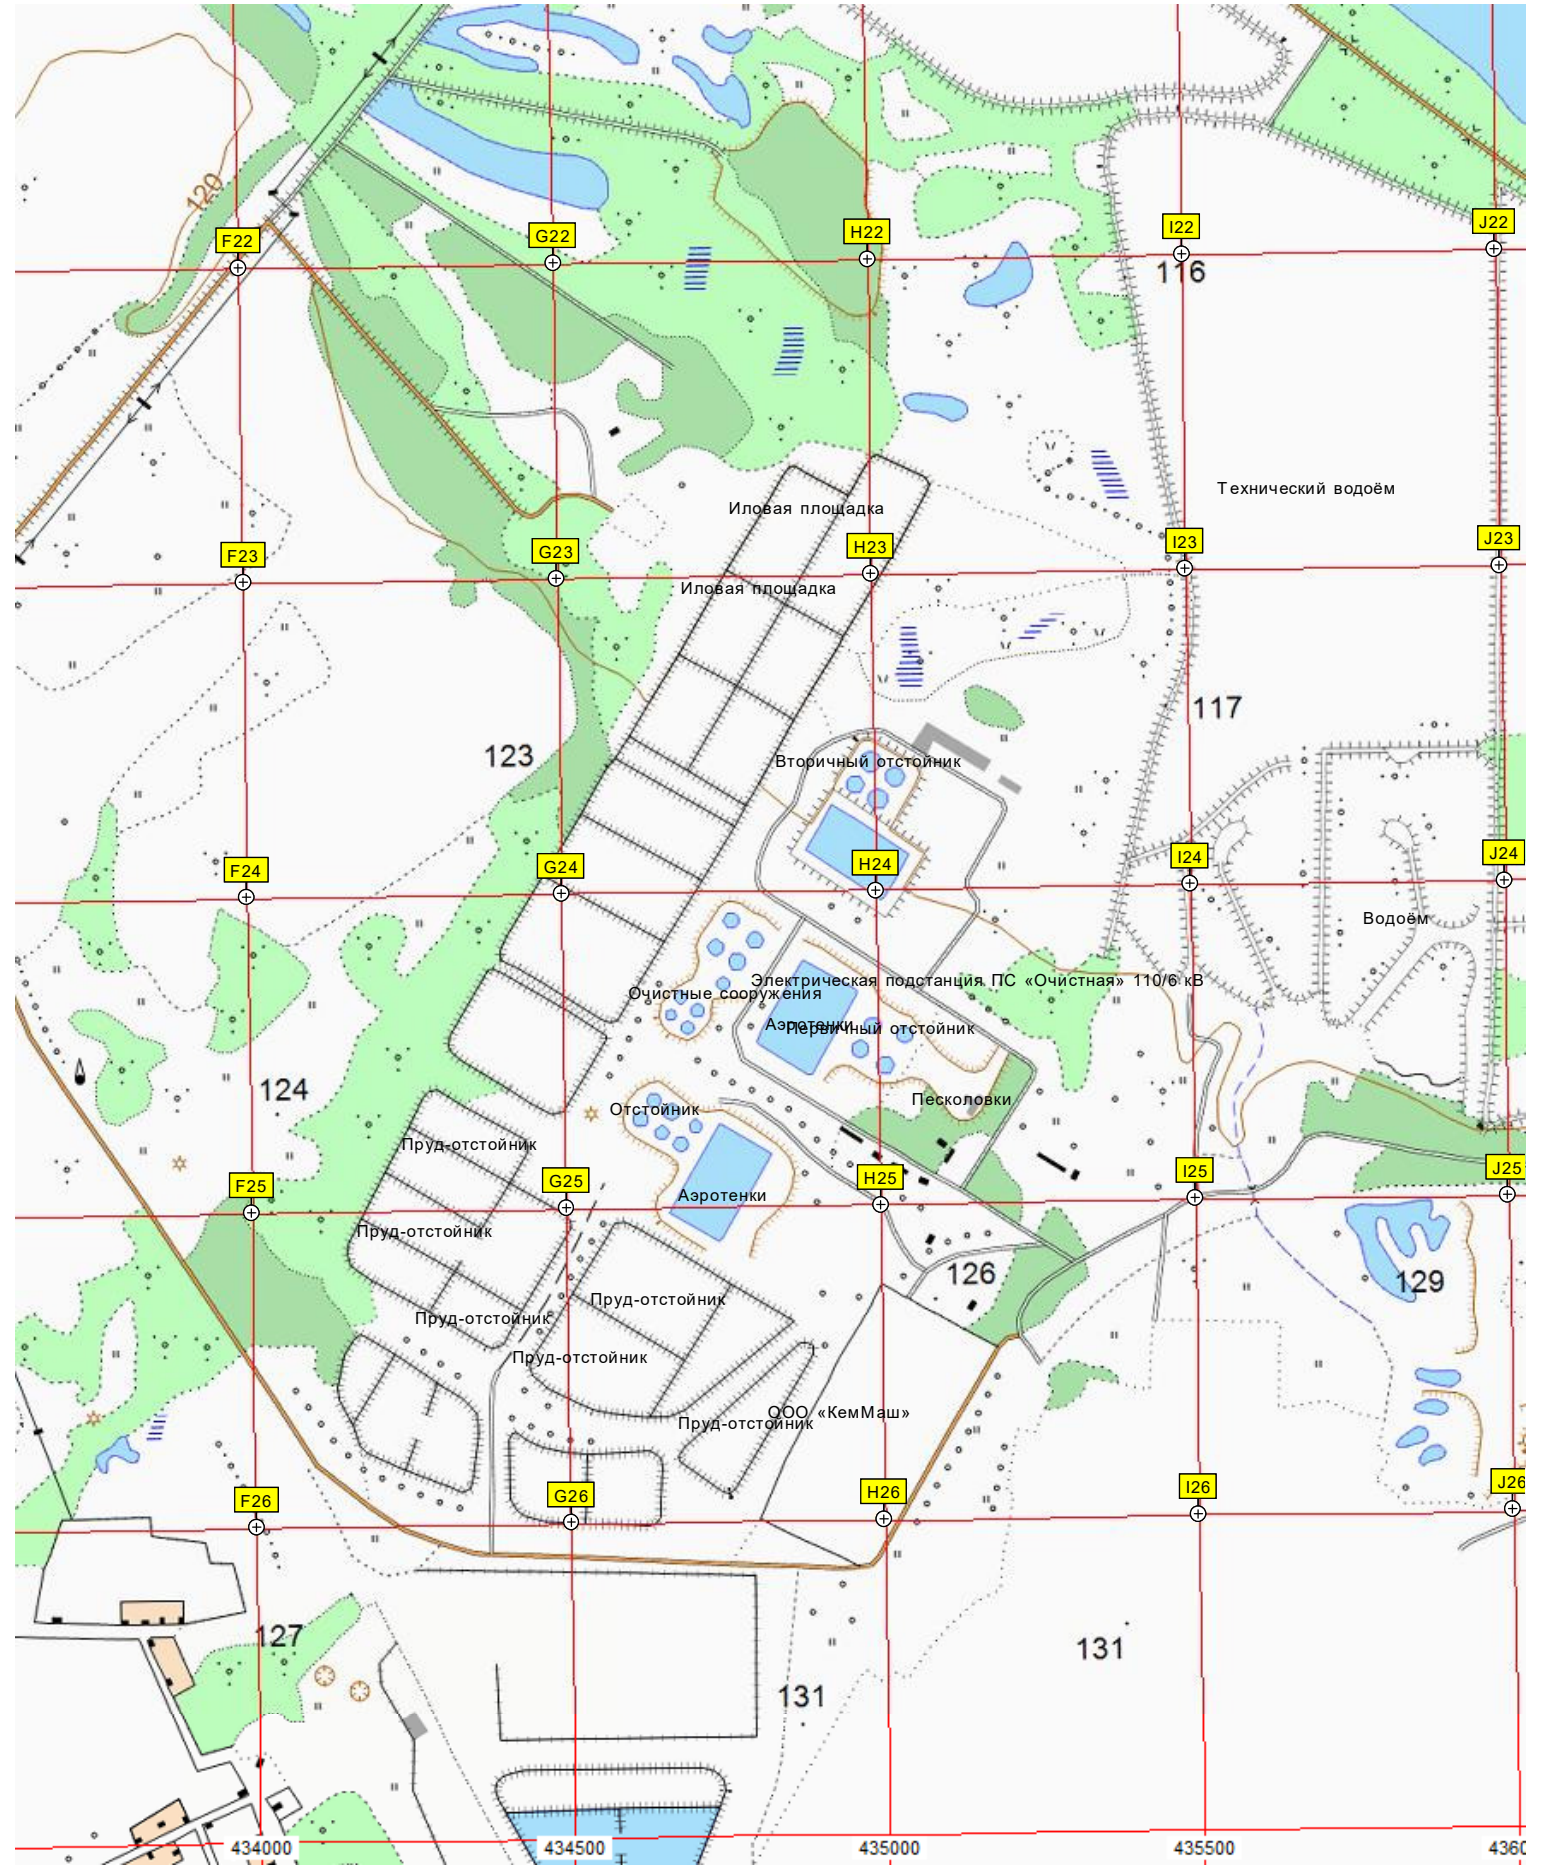 120
F22
G22
H22
I22
J22
116
Технический водоём
Иловая площадка
F23
G23
H23
I23
J23
Иловая площадка
117
123
Вторичный отстойник
F24
G24
H24
I24
J24
Водоём
Электрическая подстанция ПС «Очистная» 110/6 кВ
Очистные сооружения
Аэротенки
Первичный отстойник
124
Песколовки
Отстойник
Пруд-отстойник
F25
G25
H25
I25
J25
Аэротенки
Пруд-отстойник
126
129
Пруд-отстойник
Пруд-отстойник
Пруд-отстойник
ООО «КемМаш»
Пруд-отстойник
F26
G26
H26
I26
J26
127
131
131
434000
434500
435000
435500
4360